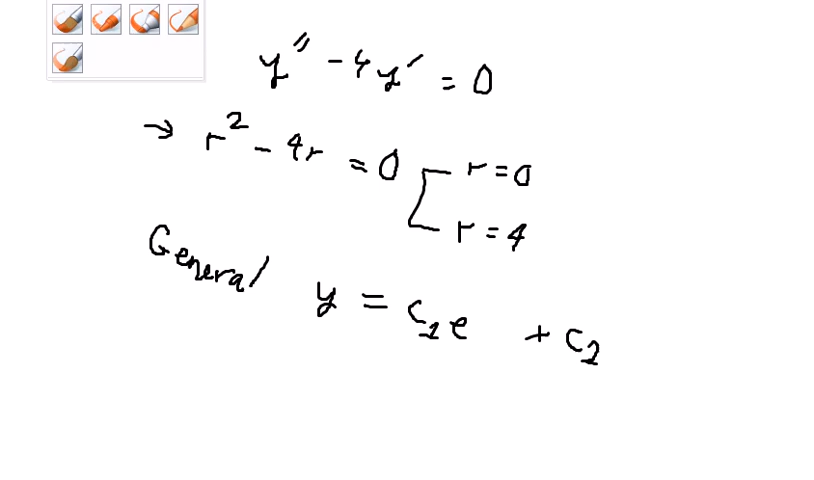 y'' - 4y' = 0
→ r² - 4r = 0 r = 0
r = 4
General y = c₁e + c₂